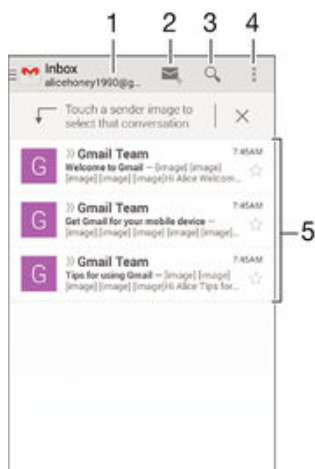 1 2 3 4
Inbox
alicehoney1990@g...
Touch a sender image to
select that conversation.
G
» Gmail Team 7:45AM
Welcome to Gmail – [image] [image]
[image] [image] [image]Hi Alice Welcom...
G
» Gmail Team 7:45AM
Get Gmail for your mobile device –
[image] [image] [image] [image] [image]...
5
G
» Gmail Team 7:45AM
Tips for using Gmail – [image] [image]
[image] [image] [image]Hi Alice Tips for...